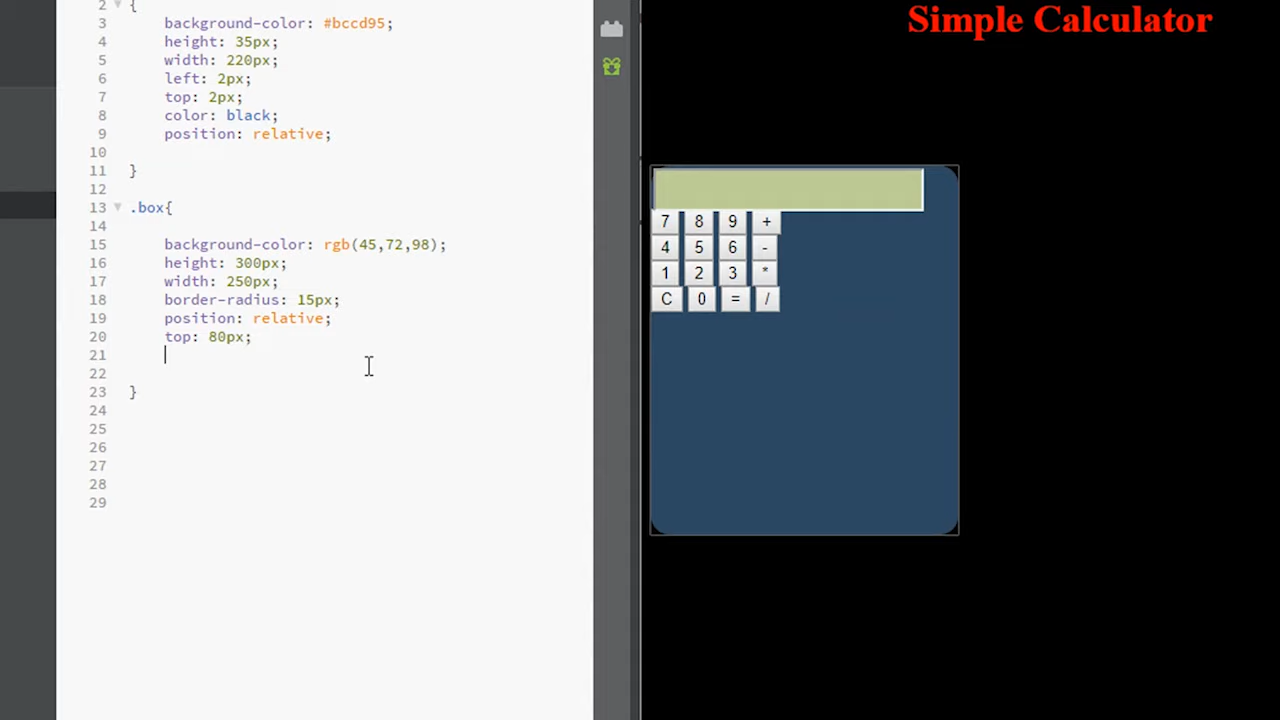 2 {
3 background-color: #bccd95;
4 height: 35px;
5 width: 220px;
6 left: 2px;
7 top: 2px;
8 color: black;
9 position: relative;
10
11 }
12
13 .box{
14
15 background-color: rgb(45,72,98);
16 height: 300px;
17 width: 250px;
18 border-radius: 15px;
19 position: relative;
20 top: 80px;
21
22
23 }
24
25
26
27
28
29
Simple Calculator
7 8 9 +
4 5 6 -
1 2 3 *
C 0 = /